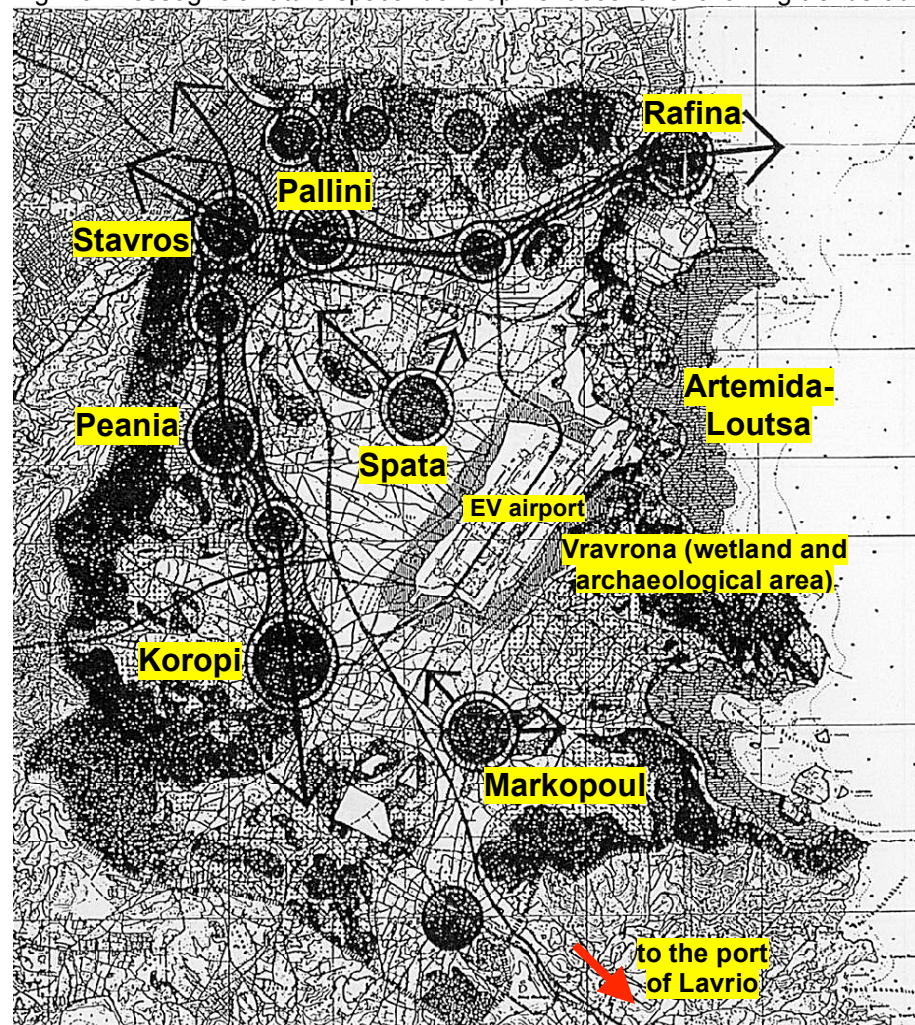 Rafina
Pallini
Stavros
Artemida-
Loutsa
Peania
Spata
EV airport
Vravrona (wetland and
archaeological area)
Koropi
Markopoul
to the port
of Lavrio